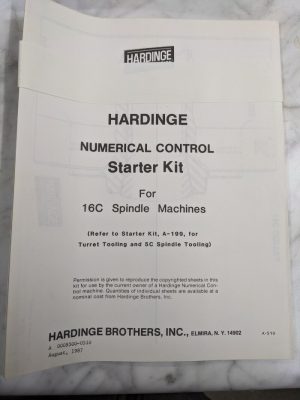 HARDINGE
HARDINGE
NUMERICAL CONTROL
Starter Kit
For
16C Spindle Machines
(Refer to Starter Kit, A-199, for
Turret Tooling and 5C Spindle Tooling)
Permission is given to reproduce the copyrighted sheets in this
kit for use by the current owner of a Hardinge Numerical Con-
trol machine. Quantities of individual sheets are available at a
nominal cost from Hardinge Brothers, Inc.
HARDINGE BROTHERS, INC., ELMIRA, N. Y. 14902
A
August, 1987